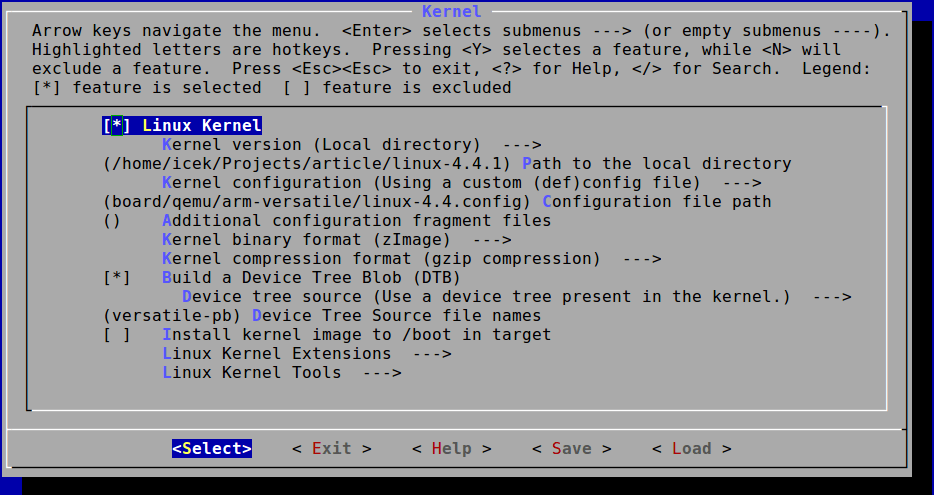 Kernel
Arrow keys navigate the menu.  <Enter> selects submenus ---> (or empty submenus ----).
Highlighted letters are hotkeys.  Pressing <Y> selectes a feature, while <N> will
exclude a feature.  Press <Esc><Esc> to exit, <?> for Help, </> for Search.  Legend:
[*] feature is selected  [ ] feature is excluded
[*] Linux Kernel
Kernel version (Local directory)  --->
(/home/icek/Projects/article/linux-4.4.1) Path to the local directory
Kernel configuration (Using a custom (def)config file)  --->
(board/qemu/arm-versatile/linux-4.4.config) Configuration file path
()    Additional configuration fragment files
Kernel binary format (zImage)  --->
Kernel compression format (gzip compression)  --->
[*]   Build a Device Tree Blob (DTB)
Device tree source (Use a device tree present in the kernel.)  --->
(versatile-pb) Device Tree Source file names
[ ]   Install kernel image to /boot in target
Linux Kernel Extensions  --->
Linux Kernel Tools  --->
<Select>    < Exit >    < Help >    < Save >    < Load >